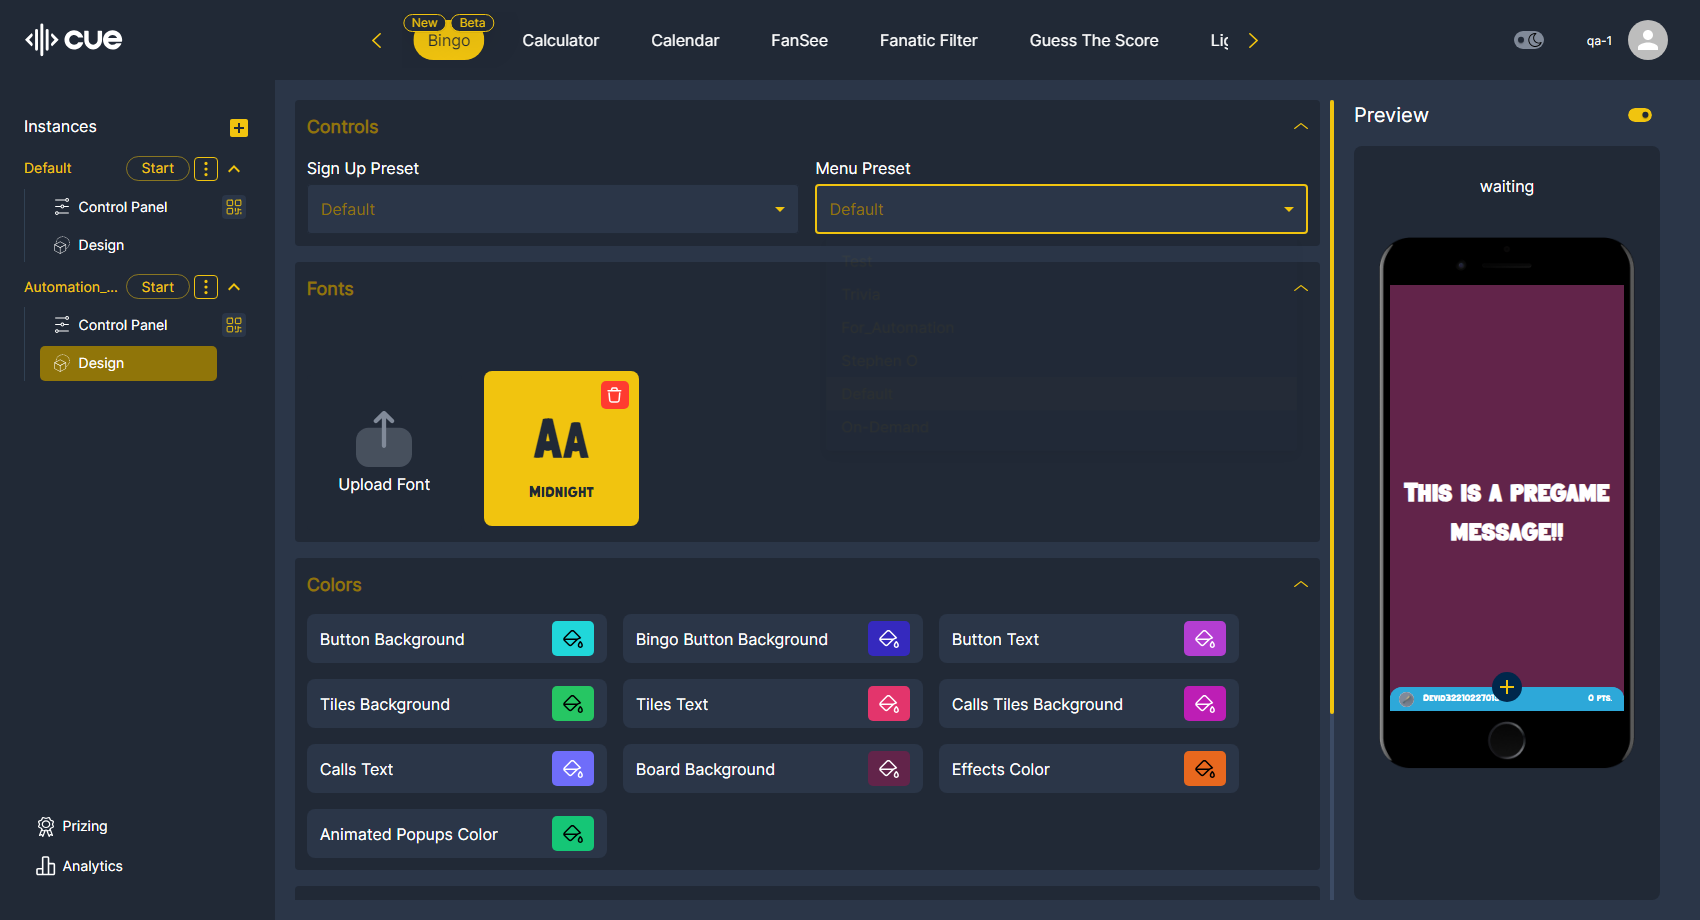 cue
New
Beta
Bingo
Calculator
Calendar
FanSee
Fanatic Filter
Guess The Score
Lig
qa-1
Instances
Default
Start
Control Panel
Design
Automation_...
Start
Control Panel
Design
Prizing
Analytics
Controls
Sign Up Preset
Default
Menu Preset
Default
Test
Trivia
For_Automation
Stephen O
Default
On-Demand
Fonts
Upload Font
AA
MIDNIGHT
Colors
Button Background
Bingo Button Background
Button Text
Tiles Background
Tiles Text
Calls Tiles Background
Calls Text
Board Background
Effects Color
Animated Popups Color
Preview
waiting
THIS IS A PREGAME
MESSAGE!!
0 PTS.